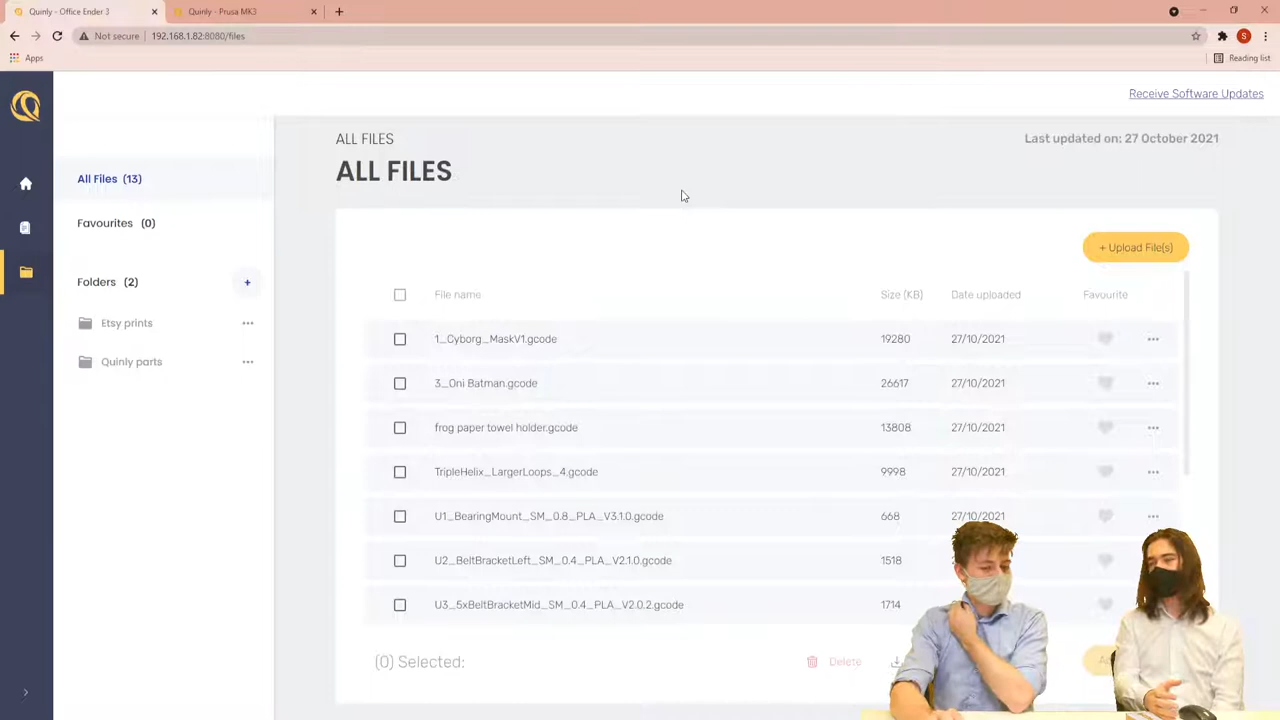 Quinly - Office Ender 3
Quinly - Prusa MK3
Not secure 192.168.1.82:8080/files
S
Apps
Reading list
Receive Software Updates
ALL FILES
Last updated on: 27 October 2021
ALL FILES
All Files (13)
Favourites (0)
Folders (2)
+
Etsy prints
Quinly parts
+ Upload File(s)
File name Size (KB) Date uploaded Favourite
1_Cyborg_MaskV1.gcode 19280 27/10/2021
3_Oni Batman.gcode 26617 27/10/2021
frog paper towel holder.gcode 13808 27/10/2021
TripleHelix_LargerLoops_4.gcode 9998 27/10/2021
U1_BearingMount_SM_0.8_PLA_V3.1.0.gcode 668 27/10/2021
U2_BeltBracketLeft_SM_0.4_PLA_V2.1.0.gcode 1518
U3_5xBeltBracketMid_SM_0.4_PLA_V2.0.2.gcode 1714
(0) Selected: Delete